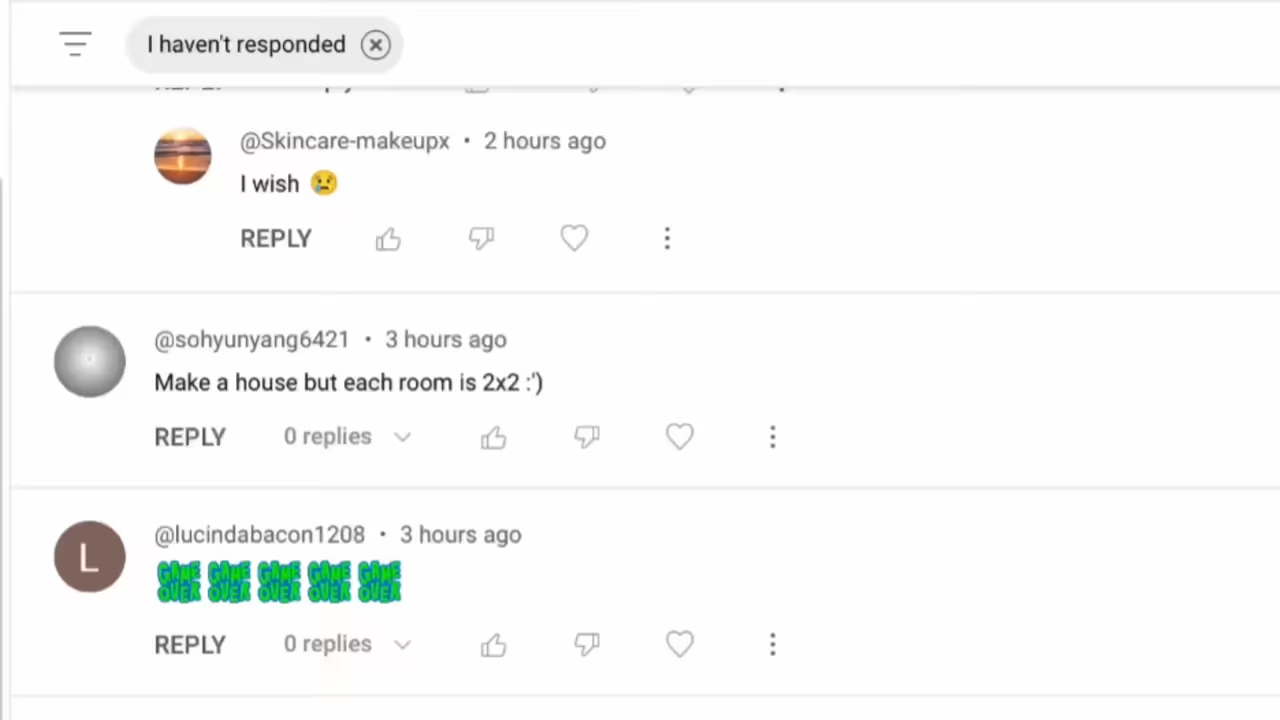 I haven't responded
@Skincare-makeupx • 2 hours ago
I wish 😢
REPLY
@sohyunyang6421 • 3 hours ago
Make a house but each room is 2x2 :')
REPLY 0 replies
L
@lucindabacon1208 • 3 hours ago
GAME OVER GAME OVER GAME OVER GAME OVER GAME OVER
REPLY 0 replies